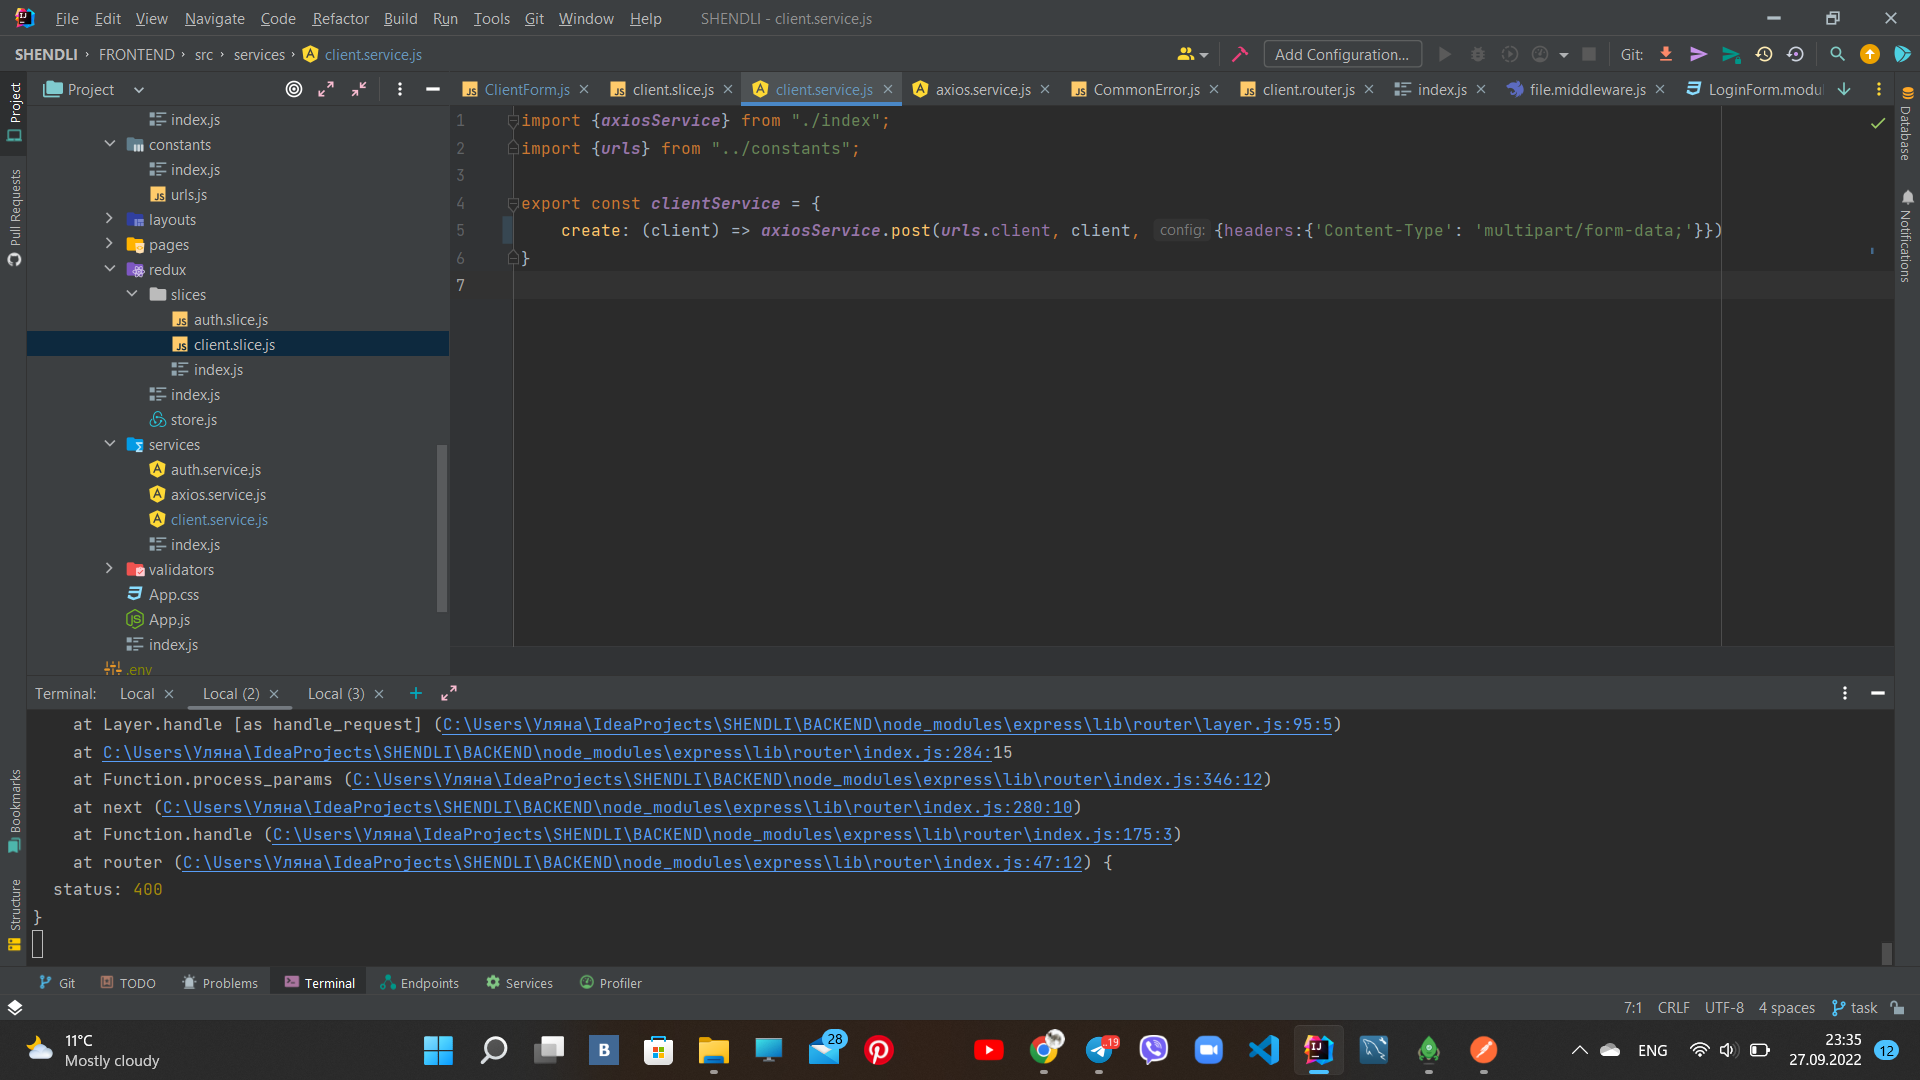 File Edit View Navigate Code Refactor Build Run Tools Git Window Help SHENDLI - client.service.js
SHENDLI FRONTEND src services client.service.js Add Configuration... Git:
Project ClientForm.js client.slice.js client.service.js axios.service.js CommonError.js client.router.js index.js file.middleware.js LoginForm.modu
Project
Pull Requests
index.js
constants
index.js
urls.js
layouts
pages
redux
slices
auth.slice.js
client.slice.js
index.js
index.js
store.js
services
auth.service.js
axios.service.js
client.service.js
index.js
validators
App.css
App.js
index.js
.env
1 import {axiosService} from "./index";
2 import {urls} from "../constants";
3
4 export const clientService = {
5 create: (client) => axiosService.post(urls.client, client, config: {headers:{'Content-Type': 'multipart/form-data;'}})
6 }
7
Database
Notifications
Terminal: Local Local (2) Local (3)
at Layer.handle [as handle_request] (C:\Users\Уляна\IdeaProjects\SHENDLI\BACKEND\node_modules\express\lib\router\layer.js:95:5)
at C:\Users\Уляна\IdeaProjects\SHENDLI\BACKEND\node_modules\express\lib\router\index.js:284:15
at Function.process_params (C:\Users\Уляна\IdeaProjects\SHENDLI\BACKEND\node_modules\express\lib\router\index.js:346:12)
at next (C:\Users\Уляна\IdeaProjects\SHENDLI\BACKEND\node_modules\express\lib\router\index.js:280:10)
at Function.handle (C:\Users\Уляна\IdeaProjects\SHENDLI\BACKEND\node_modules\express\lib\router\index.js:175:3)
at router (C:\Users\Уляна\IdeaProjects\SHENDLI\BACKEND\node_modules\express\lib\router\index.js:47:12) {
status: 400
}
Bookmarks
Structure
Git TODO Problems Terminal Endpoints Services Profiler
7:1 CRLF UTF-8 4 spaces task
11°C
Mostly cloudy
28
19
ENG
23:35
27.09.2022
12